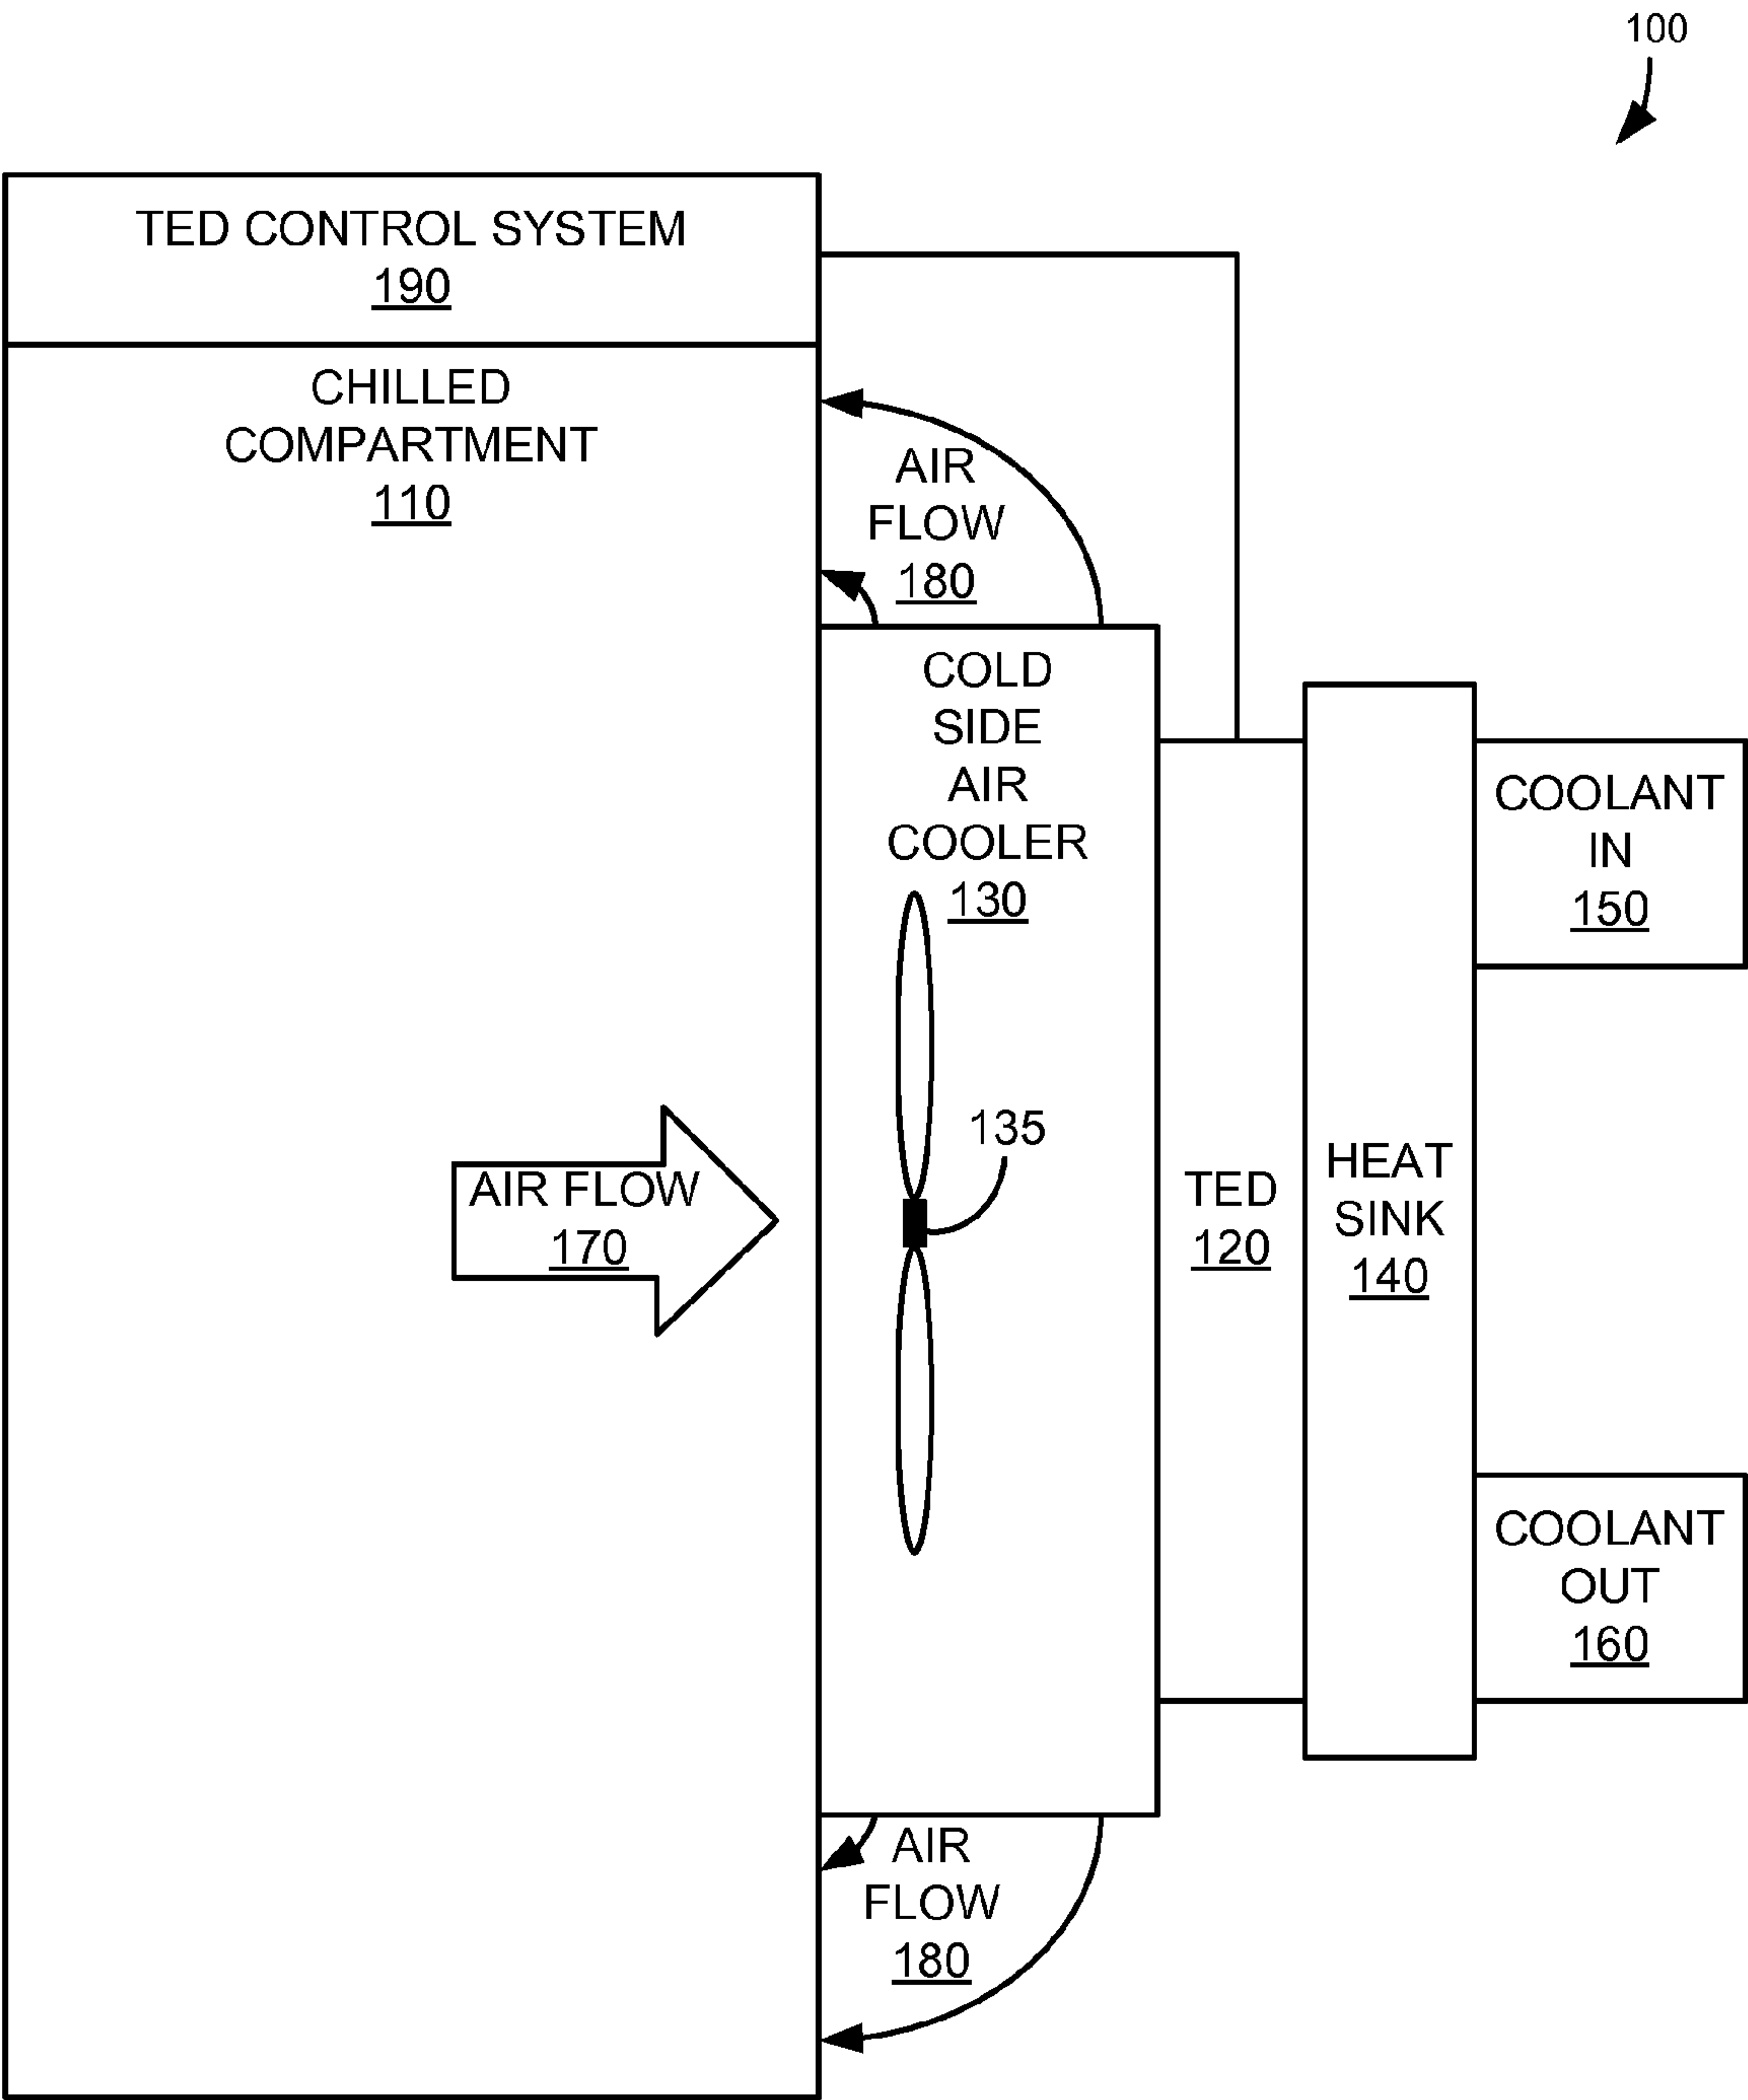 100
TED CONTROL SYSTEM
190
CHILLED
COMPARTMENT
110
AIR
FLOW
180
COLD
SIDE
AIR
COOLER
130
COOLANT
IN
150
135
AIR FLOW
170
TED
120
HEAT
SINK
140
COOLANT
OUT
160
AIR
FLOW
180